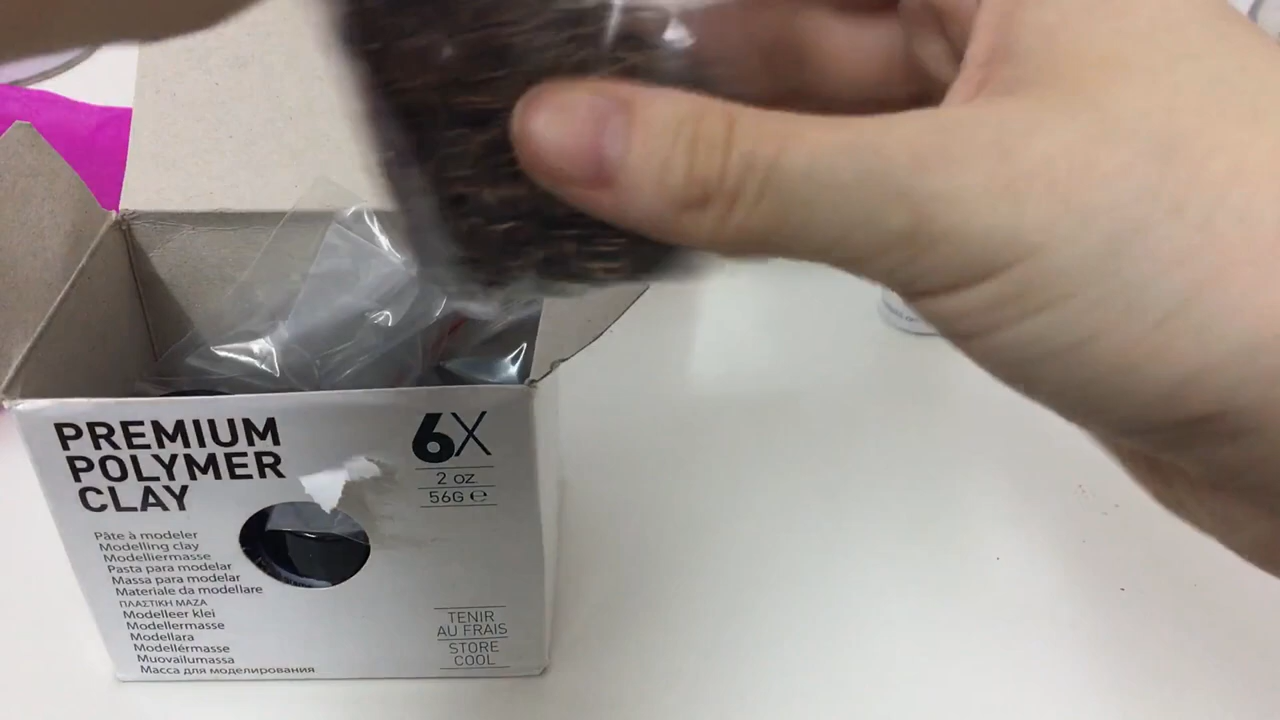 PREMIUM
POLYMER
CLAY
6X
2 oz
56G ℮
Pâte à modeler
Modelling clay
Modelliermasse
Pasta para modelar
Massa para modelar
Materiale da modellare
ΠΛΑΣΤΙΚΗ ΜΑΖΑ
Modelleer klei
Modellermasse
Modellara
Modellérmasse
Muovailumassa
Масса для моделирования
TENIR
AU FRAIS
STORE
COOL